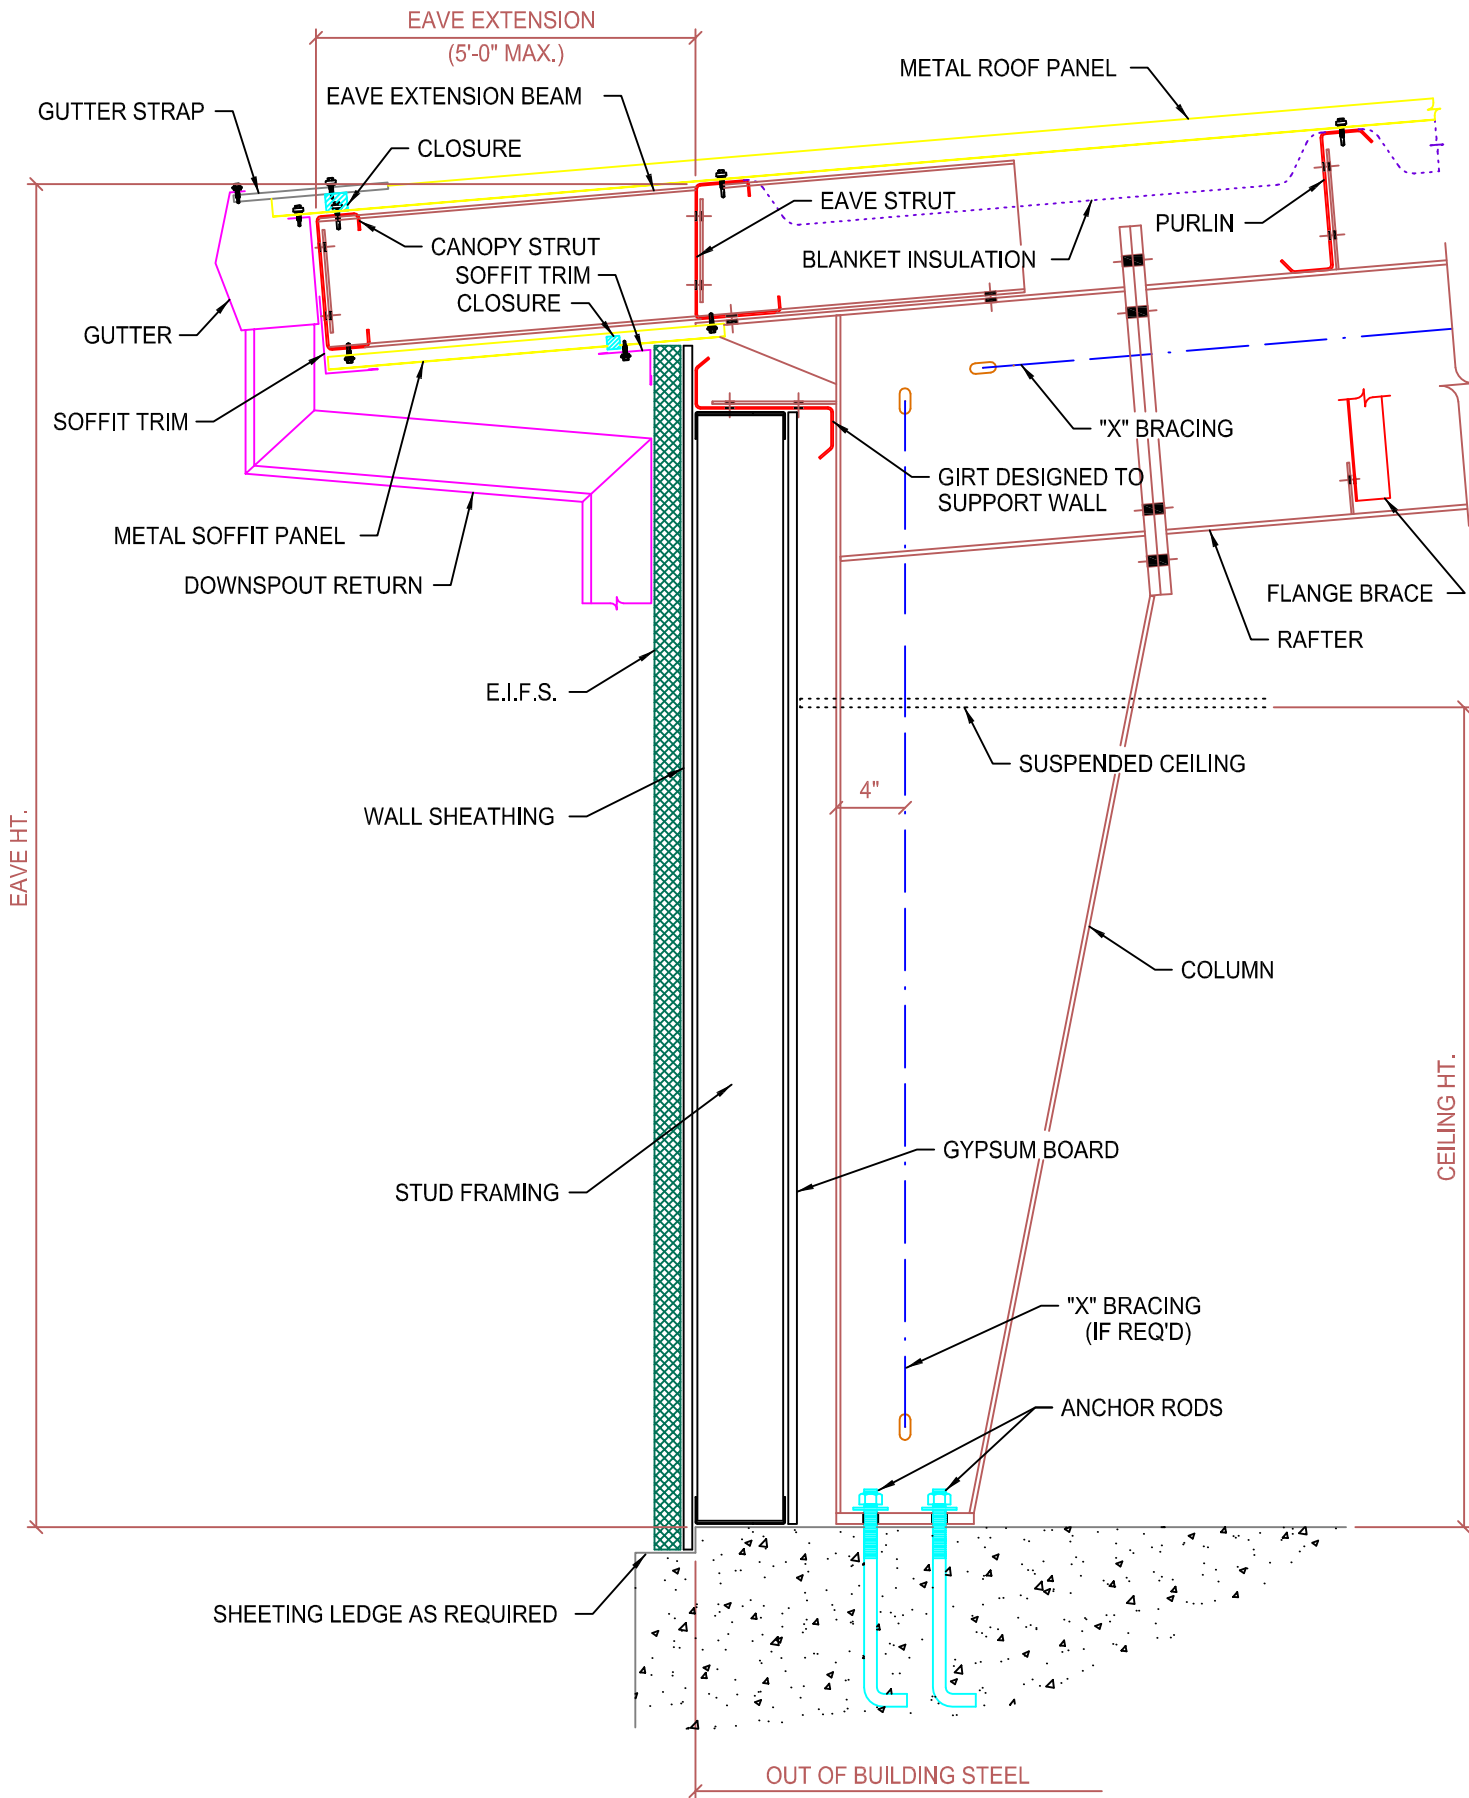 EAVE EXTENSION
(5'-0" MAX.)
METAL ROOF PANEL
EAVE EXTENSION BEAM
GUTTER STRAP
CLOSURE
EAVE STRUT
PURLIN
CANOPY STRUT
BLANKET INSULATION
SOFFIT TRIM
CLOSURE
GUTTER
SOFFIT TRIM
"X" BRACING
GIRT DESIGNED TO
SUPPORT WALL
METAL SOFFIT PANEL
DOWNSPOUT RETURN
FLANGE BRACE
RAFTER
E.I.F.S.
SUSPENDED CEILING
4"
WALL SHEATHING
EAVE HT.
COLUMN
CEILING HT.
GYPSUM BOARD
STUD FRAMING
"X" BRACING
(IF REQ'D)
ANCHOR RODS
SHEETING LEDGE AS REQUIRED
OUT OF BUILDING STEEL